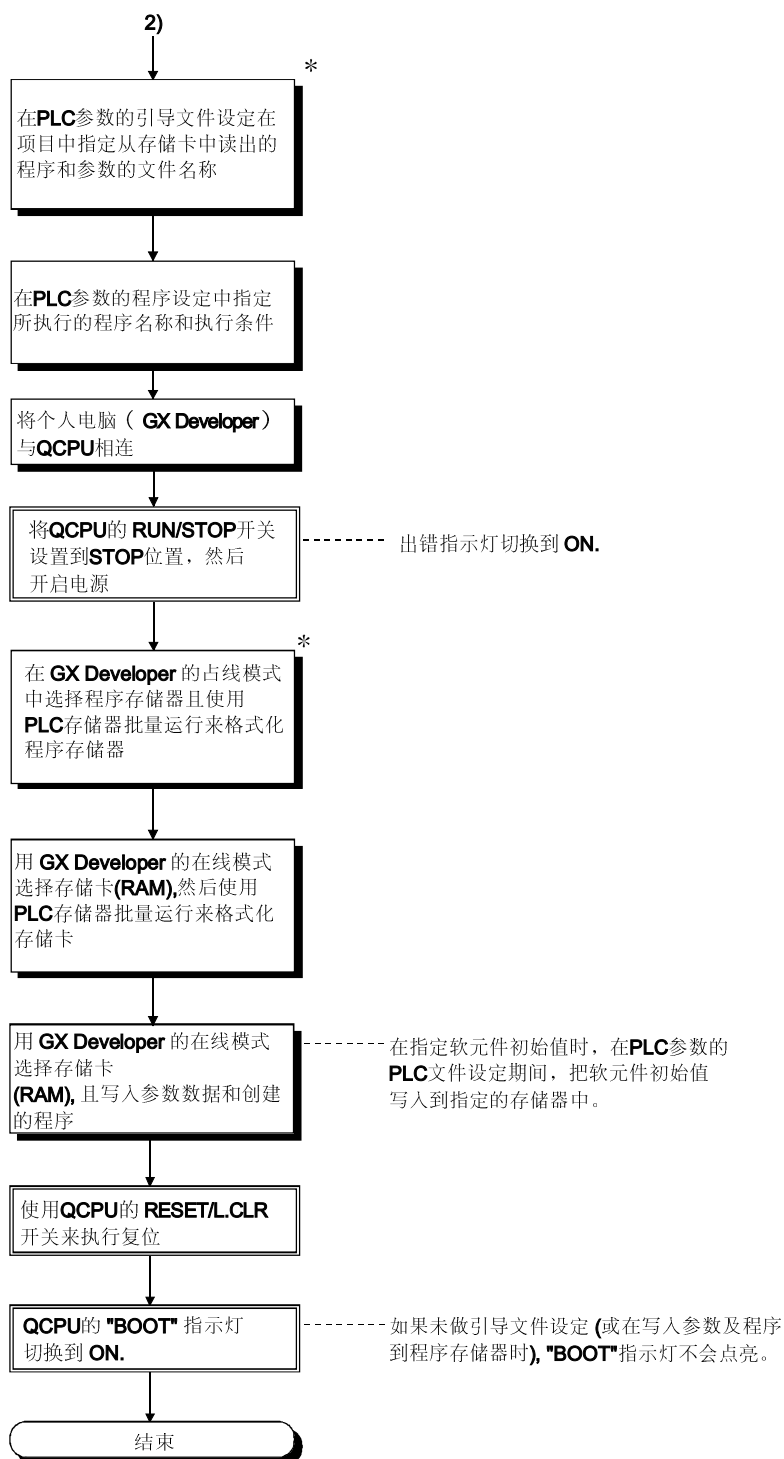 2)
*
在PLC参数的引导文件设定在
项目中指定从存储卡中读出的
程序和参数的文件名称
在PLC参数的程序设定中指定
所执行的程序名称和执行条件
将个人电脑（ GX Developer）
与QCPU相连
将QCPU的 RUN/STOP开关
设置到STOP位置，然后
开启电源
出错指示灯切换到 ON.
*
在 GX Developer 的占线模式
中选择程序存储器且使用
PLC存储器批量运行来格式化
程序存储器
用 GX Developer 的在线模式
选择存储卡(RAM),然后使用
PLC存储器批量运行来格式化
存储卡
用 GX Developer 的在线模式
选择存储卡
(RAM), 且写入参数数据和创建
的程序
在指定软元件初始值时，在PLC参数的
PLC文件设定期间，把软元件初始值
写入到指定的存储器中。
使用QCPU的 RESET/L.CLR
开关来执行复位
QCPU的 "BOOT" 指示灯
切换到 ON.
如果未做引导文件设定 (或在写入参数及程序
到程序存储器时), "BOOT"指示灯不会点亮。
结束